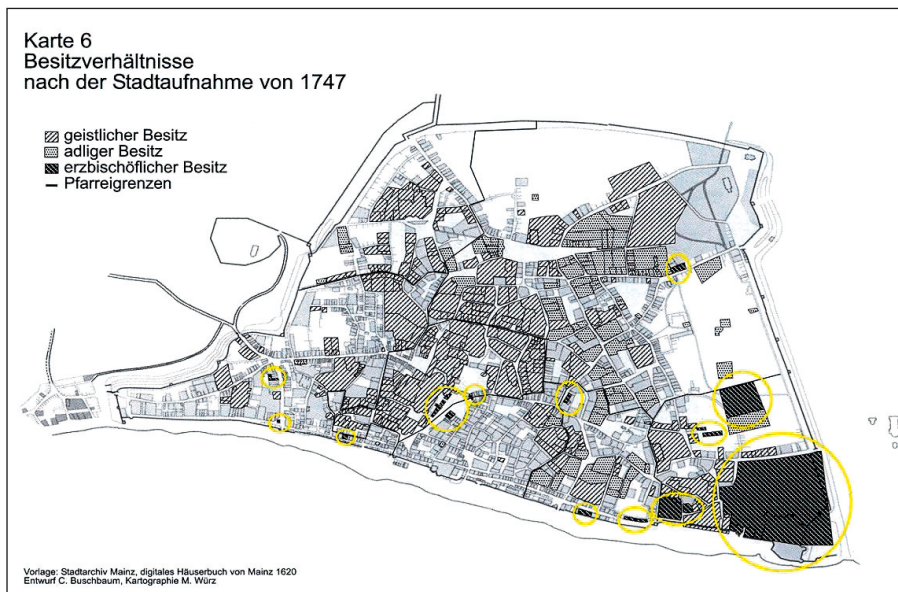 Karte 6
Besitzverhältnisse
nach der Stadtaufnahme von 1747
geistlicher Besitz
adliger Besitz
erzbischöflicher Besitz
Pfarreigrenzen
Vorlage: Stadtarchiv Mainz, digitales Häuserbuch von Mainz 1620
Entwurf C. Buschbaum, Kartographie M. Würz